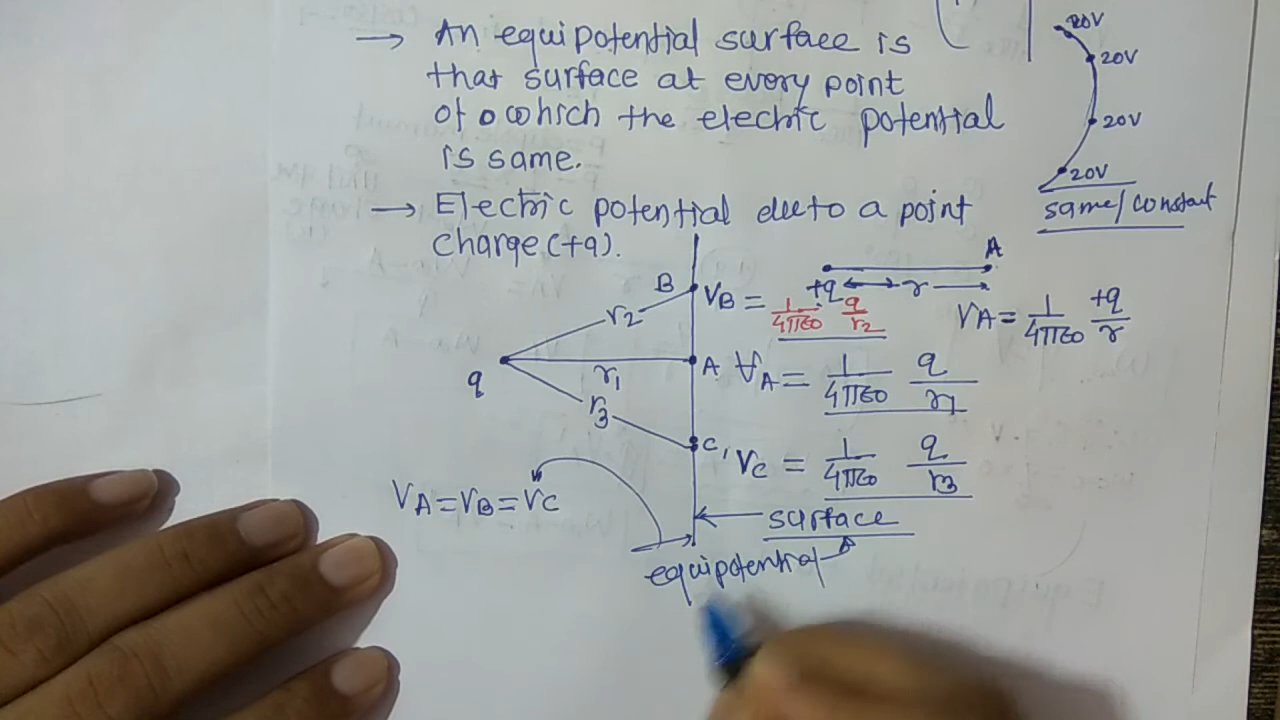 → An equipotential surface is
that surface at every point
of which the electric potential
is same.
20V
20V
20V
20V
same/constant
→ Electric potential due to a point
charge (+q).
A
+q r
VA = 1/4πε0 +q/r
B
r2
VB = 1/4πε0 q/r2
q
r1
A VA = 1/4πε0 q/r1
r3
C, VC = 1/4πε0 q/r3
VA = VB = VC
surface
equipotential